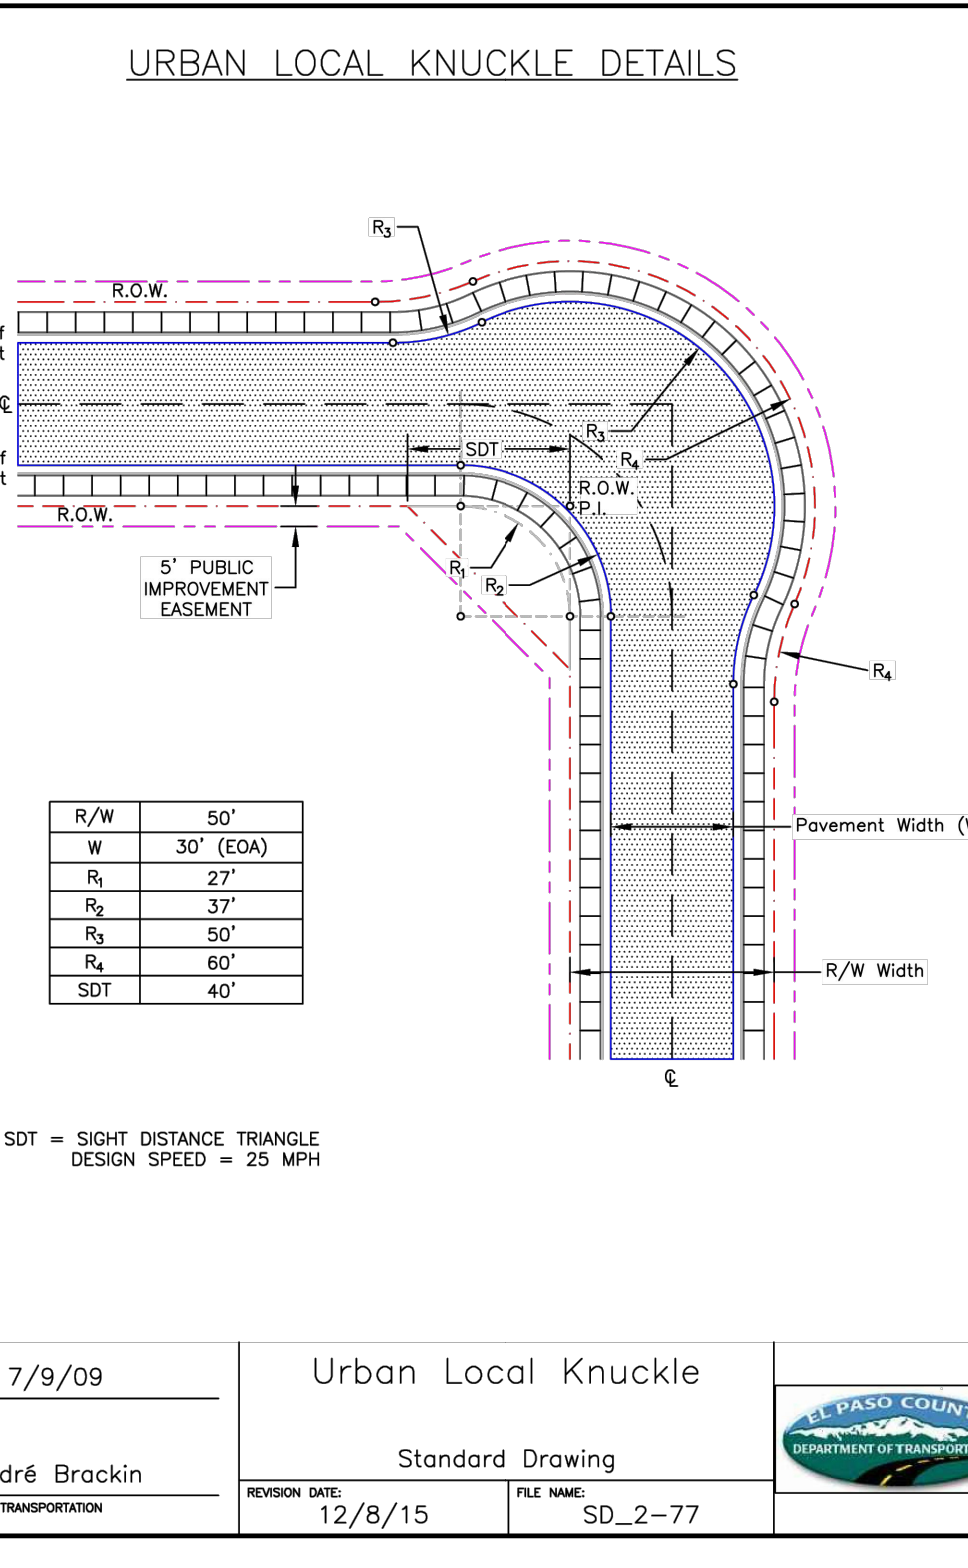 URBAN LOCAL KNUCKLE DETAILS
R3
R.O.W.
f
t
℄
R3
SDT
R4
f
t
R.O.W.
P.I.
R.O.W.
R1
5' PUBLIC
IMPROVEMENT
EASEMENT
R2
R4
R/W 50'
W 30' (EOA)
R1 27'
R2 37'
R3 50'
R4 60'
SDT 40'
Pavement Width (
R/W Width
℄
SDT = SIGHT DISTANCE TRIANGLE
DESIGN SPEED = 25 MPH
7/9/09
dré Brackin
TRANSPORTATION
Urban Local Knuckle
Standard Drawing
REVISION DATE:
12/8/15
FILE NAME:
SD_2-77
EL PASO COUN
DEPARTMENT OF TRANSPORT